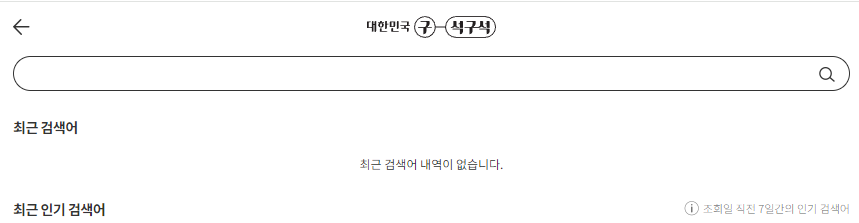 대한민국 구석구석
최근 검색어
최근 검색어 내역이 없습니다.
최근 인기 검색어
조회일 직전 7일간의 인기 검색어